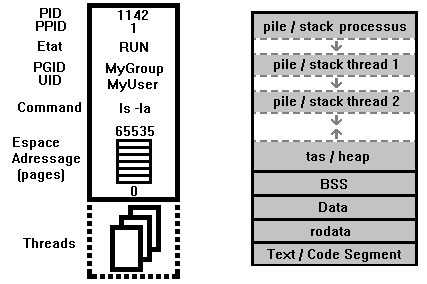 PID 1142
PPID 1
Etat RUN
PGID MyGroup
UID MyUser
Command ls -la
Espace Adressage (pages)
65535
0
Threads
pile / stack processus
pile / stack thread 1
pile / stack thread 2
tas / heap
BSS
Data
rodata
Text / Code Segment